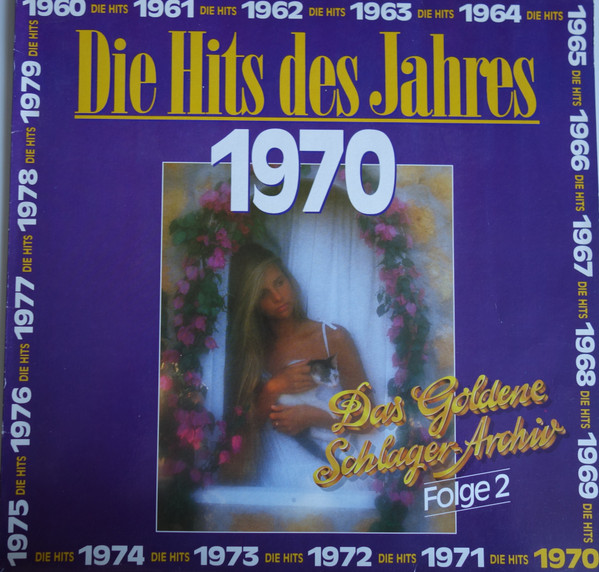 1960 DIE HITS 1961 DIE HITS 1962 DIE HITS 1963 DIE HITS 1964 DIE HITS
1965 DIE HITS 1966 DIE HITS 1967 DIE HITS 1968 DIE HITS 1969 DIE HITS
1970 DIE HITS 1971 DIE HITS 1972 DIE HITS 1973 DIE HITS 1974 DIE HITS
1975 DIE HITS 1976 DIE HITS 1977 DIE HITS 1978 DIE HITS 1979 DIE HITS
Die Hits des Jahres
1970
Das Goldene
Schlager-Archiv
Folge 2